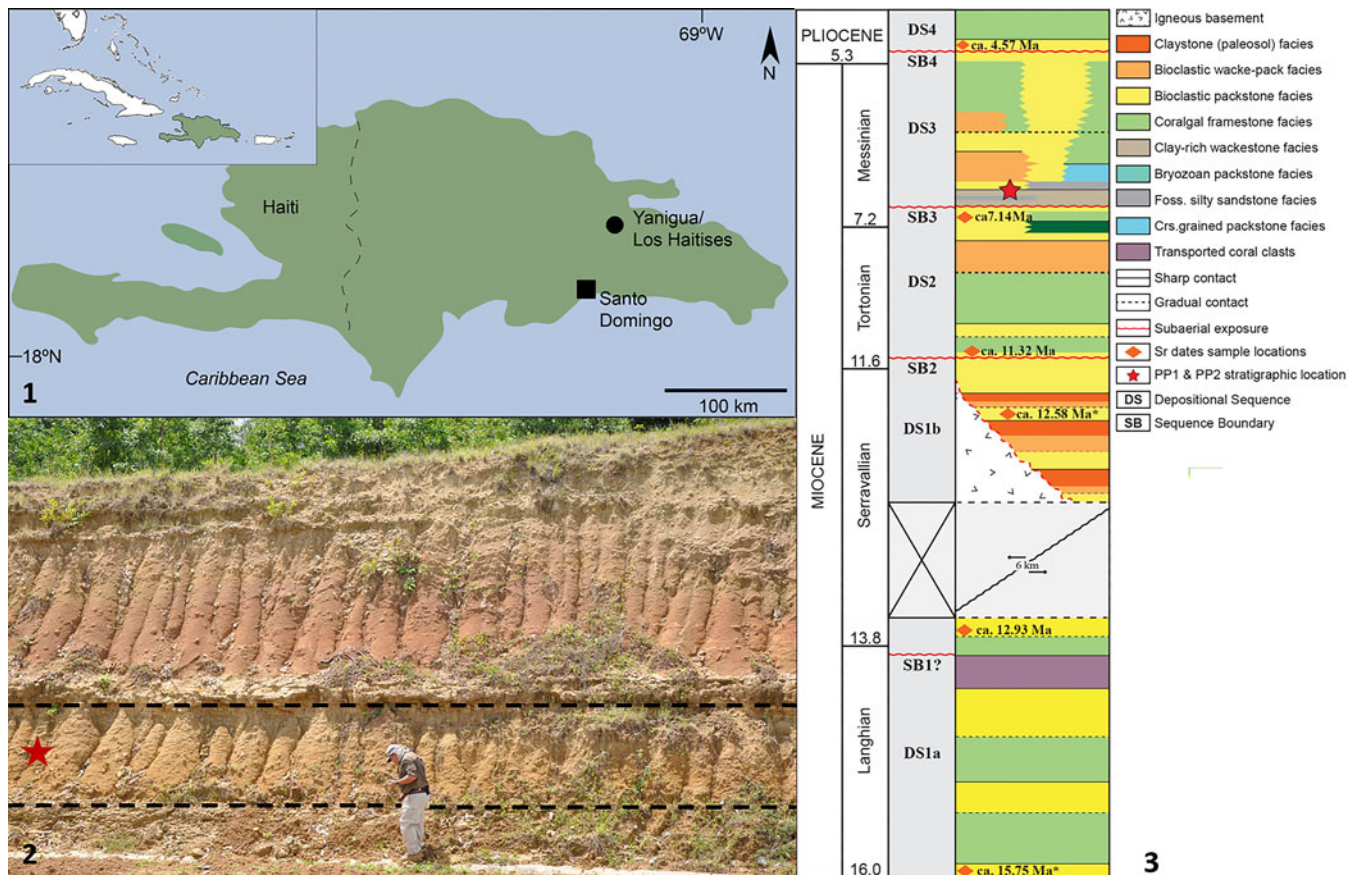 69ºW
N
Haiti
Yanigua/
Los Haitises
Santo
Domingo
18ºN
Caribbean Sea
100 km
1
2
PLIOCENE
5.3
MIOCENE
Messinian
7.2
Tortonian
11.6
Serravallian
13.8
Langhian
16.0
DS4
SB4
DS3
SB3
DS2
SB2
DS1b
SB1?
DS1a
ca. 4.57 Ma
ca7.14Ma
ca. 11.32 Ma
ca. 12.58 Ma*
6 km
ca. 12.93 Ma
ca. 15.75 Ma*
Igneous basement
Claystone (paleosol) facies
Bioclastic wacke-pack facies
Bioclastic packstone facies
Coralgal framestone facies
Clay-rich wackestone facies
Bryozoan packstone facies
Foss. silty sandstone facies
Crs.grained packstone facies
Transported coral clasts
Sharp contact
Gradual contact
Subaerial exposure
Sr dates sample locations
PP1 & PP2 stratigraphic location
DS Depositional Sequence
SB Sequence Boundary
3